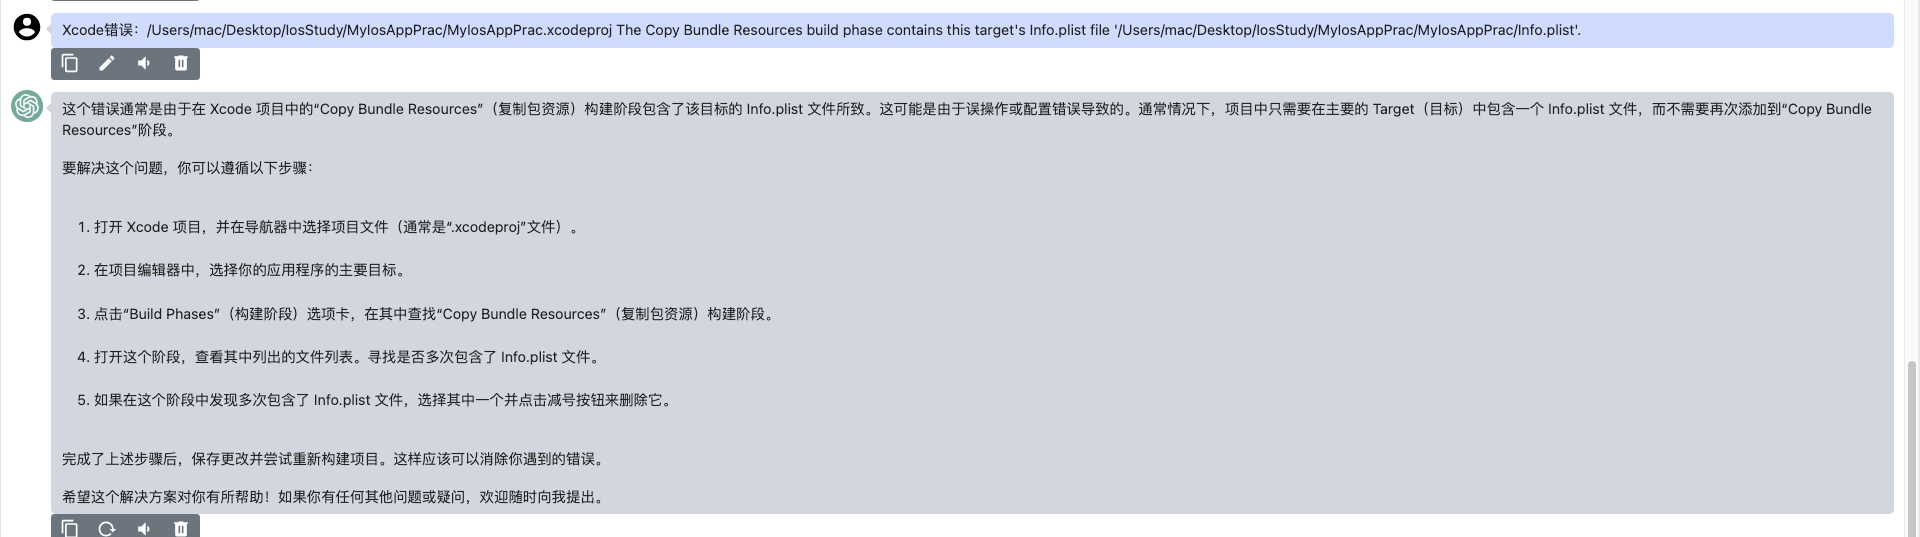 Xcode错误：/Users/mac/Desktop/IosStudy/MyIosAppPrac/MyIosAppPrac.xcodeproj The Copy Bundle Resources build phase contains this target's Info.plist file '/Users/mac/Desktop/IosStudy/MyIosAppPrac/MyIosAppPrac/Info.plist'.
这个错误通常是由于在 Xcode 项目中的“Copy Bundle Resources”（复制包资源）构建阶段包含了该目标的 Info.plist 文件所致。这可能是由于误操作或配置错误导致的。通常情况下，项目中只需要在主要的 Target（目标）中包含一个 Info.plist 文件，而不需要再次添加到“Copy Bundle
Resources”阶段。
要解决这个问题，你可以遵循以下步骤：
1. 打开 Xcode 项目，并在导航器中选择项目文件（通常是“.xcodeproj”文件）。
2. 在项目编辑器中，选择你的应用程序的主要目标。
3. 点击“Build Phases”（构建阶段）选项卡，在其中查找“Copy Bundle Resources”（复制包资源）构建阶段。
4. 打开这个阶段，查看其中列出的文件列表。寻找是否多次包含了 Info.plist 文件。
5. 如果在这个阶段中发现多次包含了 Info.plist 文件，选择其中一个并点击减号按钮来删除它。
完成了上述步骤后，保存更改并尝试重新构建项目。这样应该可以消除你遇到的错误。
希望这个解决方案对你有所帮助！如果你有任何其他问题或疑问，欢迎随时向我提出。